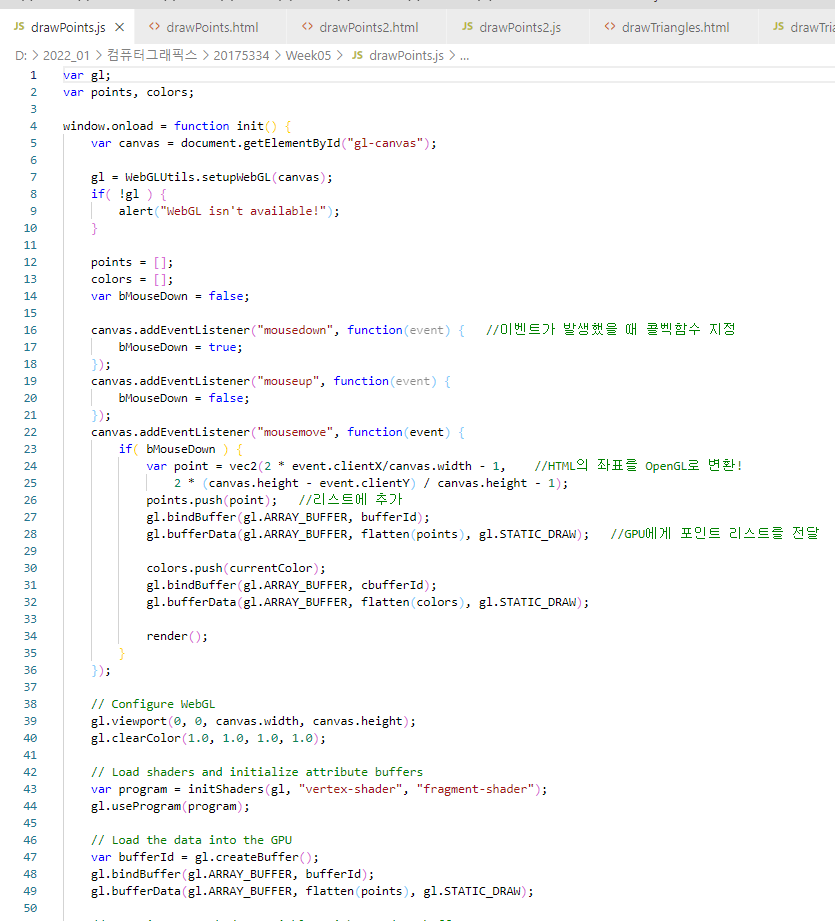 JS drawPoints.js × <> drawPoints.html <> drawPoints2.html JS drawPoints2.js <> drawTriangles.html JS drawTria
D: > 2022_01 > 컴퓨터그래픽스 > 20175334 > Week05 > JS drawPoints.js > ...
1 var gl;
2 var points, colors;
3
4 window.onload = function init() {
5 var canvas = document.getElementById("gl-canvas");
6
7 gl = WebGLUtils.setupWebGL(canvas);
8 if( !gl ) {
9 alert("WebGL isn't available!");
10 }
11
12 points = [];
13 colors = [];
14 var bMouseDown = false;
15
16 canvas.addEventListener("mousedown", function(event) { //이벤트가 발생했을 때 콜벡함수 지정
17 bMouseDown = true;
18 });
19 canvas.addEventListener("mouseup", function(event) {
20 bMouseDown = false;
21 });
22 canvas.addEventListener("mousemove", function(event) {
23 if( bMouseDown ) {
24 var point = vec2(2 * event.clientX/canvas.width - 1, //HTML의 좌표를 OpenGL로 변환!
25 2 * (canvas.height - event.clientY) / canvas.height - 1);
26 points.push(point); //리스트에 추가
27 gl.bindBuffer(gl.ARRAY_BUFFER, bufferId);
28 gl.bufferData(gl.ARRAY_BUFFER, flatten(points), gl.STATIC_DRAW); //GPU에게 포인트 리스트를 전달
29
30 colors.push(currentColor);
31 gl.bindBuffer(gl.ARRAY_BUFFER, cbufferId);
32 gl.bufferData(gl.ARRAY_BUFFER, flatten(colors), gl.STATIC_DRAW);
33
34 render();
35 }
36 });
37
38 // Configure WebGL
39 gl.viewport(0, 0, canvas.width, canvas.height);
40 gl.clearColor(1.0, 1.0, 1.0, 1.0);
41
42 // Load shaders and initialize attribute buffers
43 var program = initShaders(gl, "vertex-shader", "fragment-shader");
44 gl.useProgram(program);
45
46 // Load the data into the GPU
47 var bufferId = gl.createBuffer();
48 gl.bindBuffer(gl.ARRAY_BUFFER, bufferId);
49 gl.bufferData(gl.ARRAY_BUFFER, flatten(points), gl.STATIC_DRAW);
50